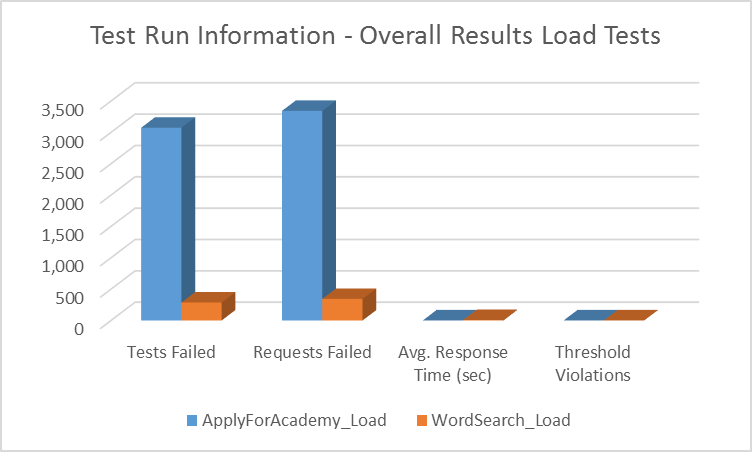 Test Run Information - Overall Results Load Tests
3,500
3,000
2,500
2,000
1,500
1,000
500
0
Tests Failed
Requests Failed
Avg. Response
Time (sec)
Threshold
Violations
ApplyForAcademy_Load
WordSearch_Load